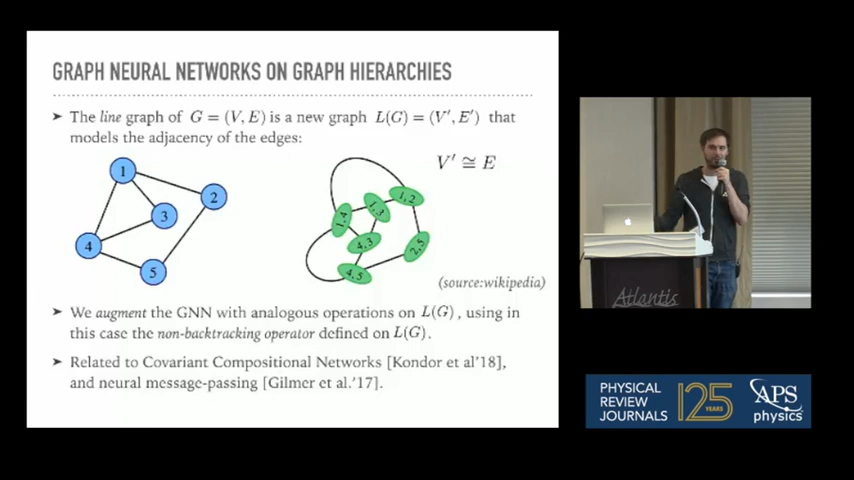 GRAPH NEURAL NETWORKS ON GRAPH HIERARCHIES
➤ The line graph of G = (V, E) is a new graph L(G) = (V′, E′) that
models the adjacency of the edges:
V′ ≅ E
1
2
3
4
5
1,2
1,3
1,4
4,3
2,5
4,5
(source:wikipedia)
➤ We augment the GNN with analogous operations on L(G), using in
this case the non-backtracking operator defined on L(G).
➤ Related to Covariant Compositional Networks [Kondor et al'18],
and neural message-passing [Gilmer et al.'17].
Atlantis
PHYSICAL
REVIEW
JOURNALS
125
YEARS
APS
physics